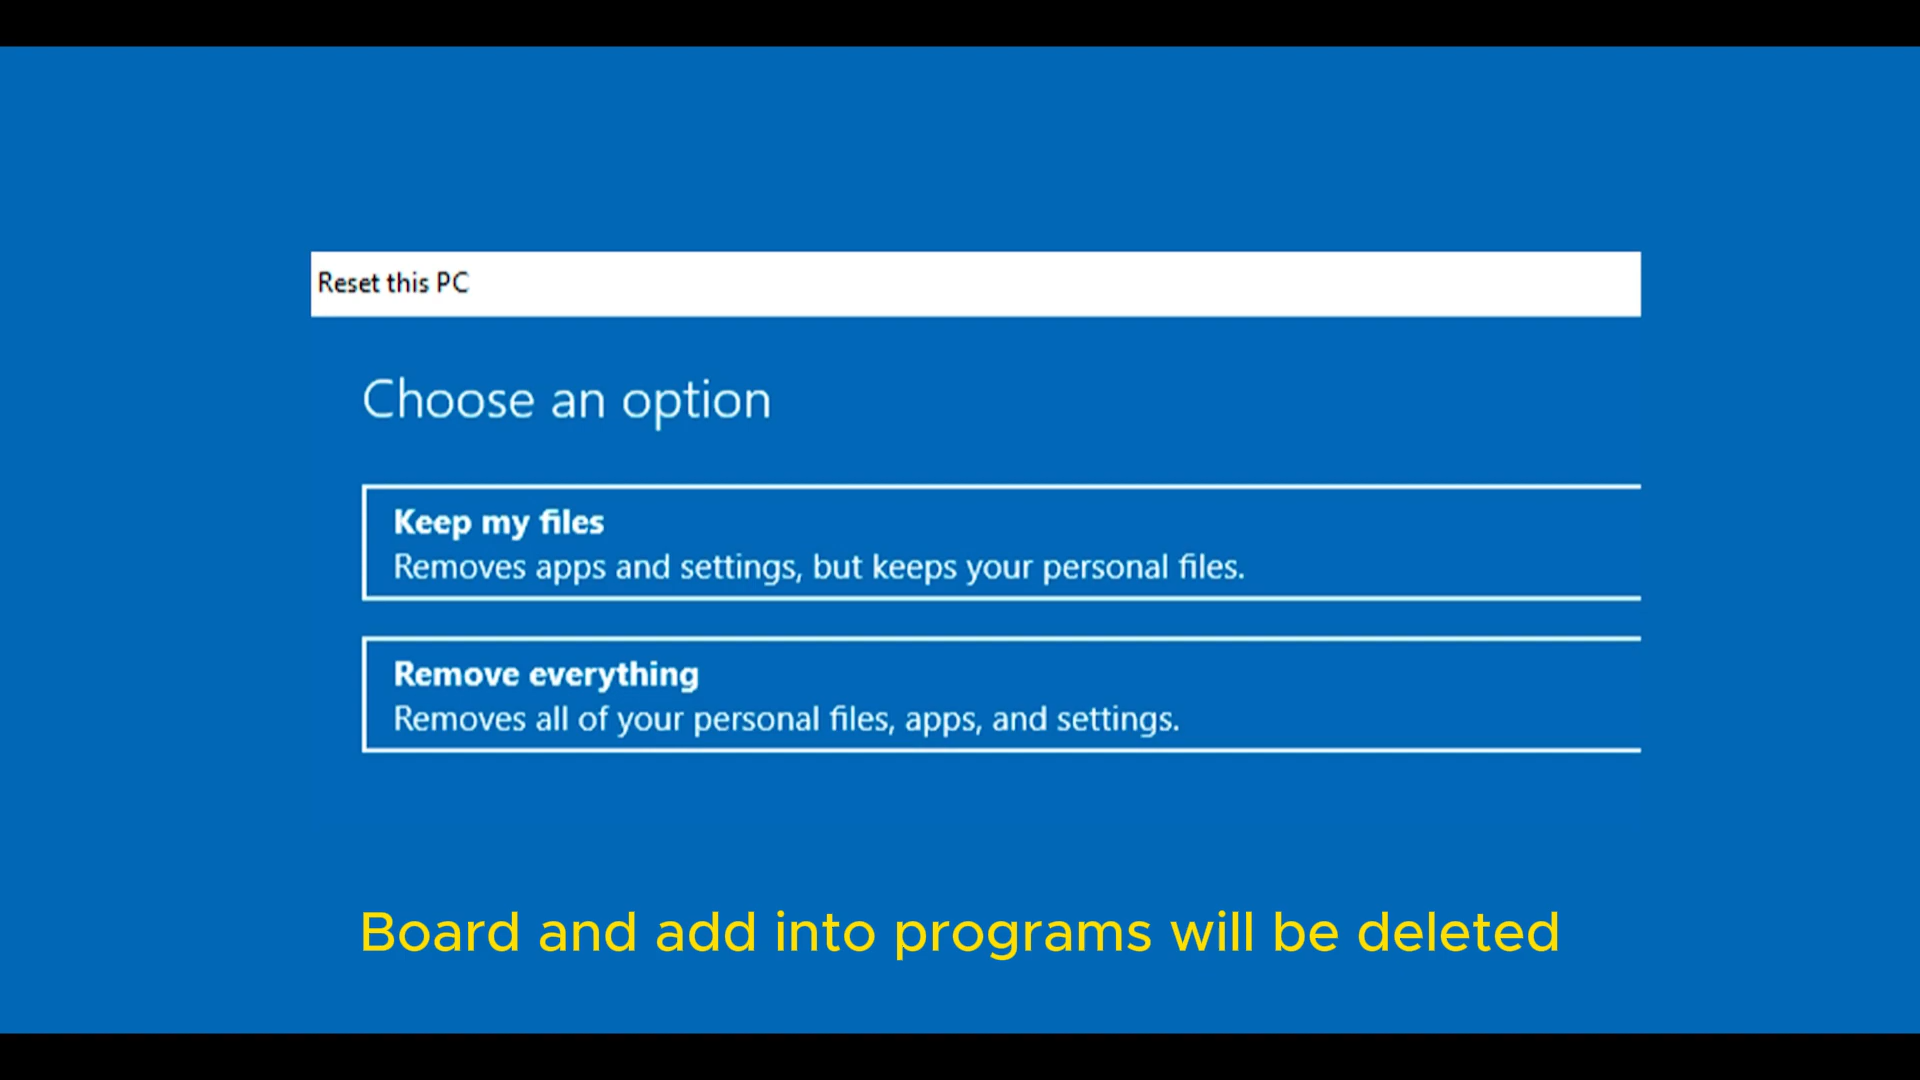 Reset this PC
Choose an option
Keep my files
Removes apps and settings, but keeps your personal files.
Remove everything
Removes all of your personal files, apps, and settings.
Board and add into programs will be deleted